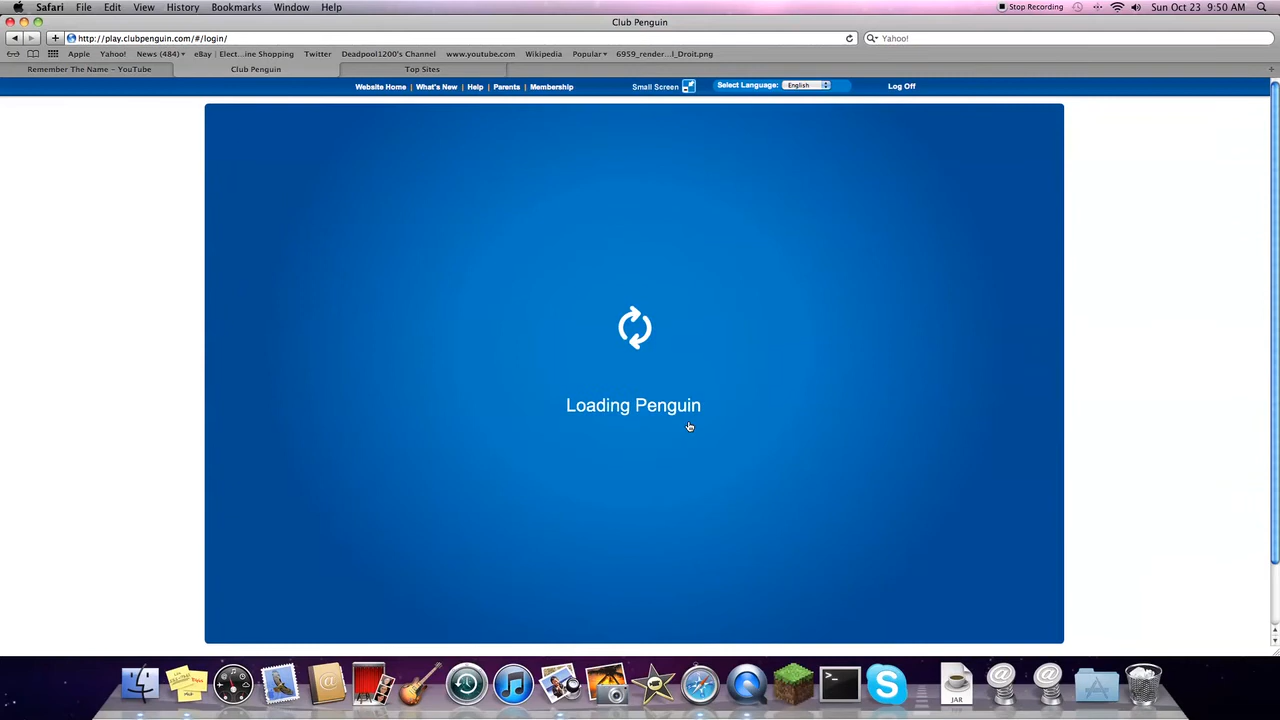 Safari File Edit View History Bookmarks Window Help Stop Recording Sun Oct 23 9:50 AM
Club Penguin
http://play.clubpenguin.com/#/login/ Yahoo!
Apple Yahoo! News (484) eBay | Elect...ine Shopping Twitter Deadpool1200's Channel www.youtube.com Wikipedia Popular 6959_render...l_Droit.png
Remember The Name - YouTube Club Penguin Top Sites
Website Home | What's New | Help | Parents | Membership Small Screen Select Language: English Log Off
Loading Penguin
JAR